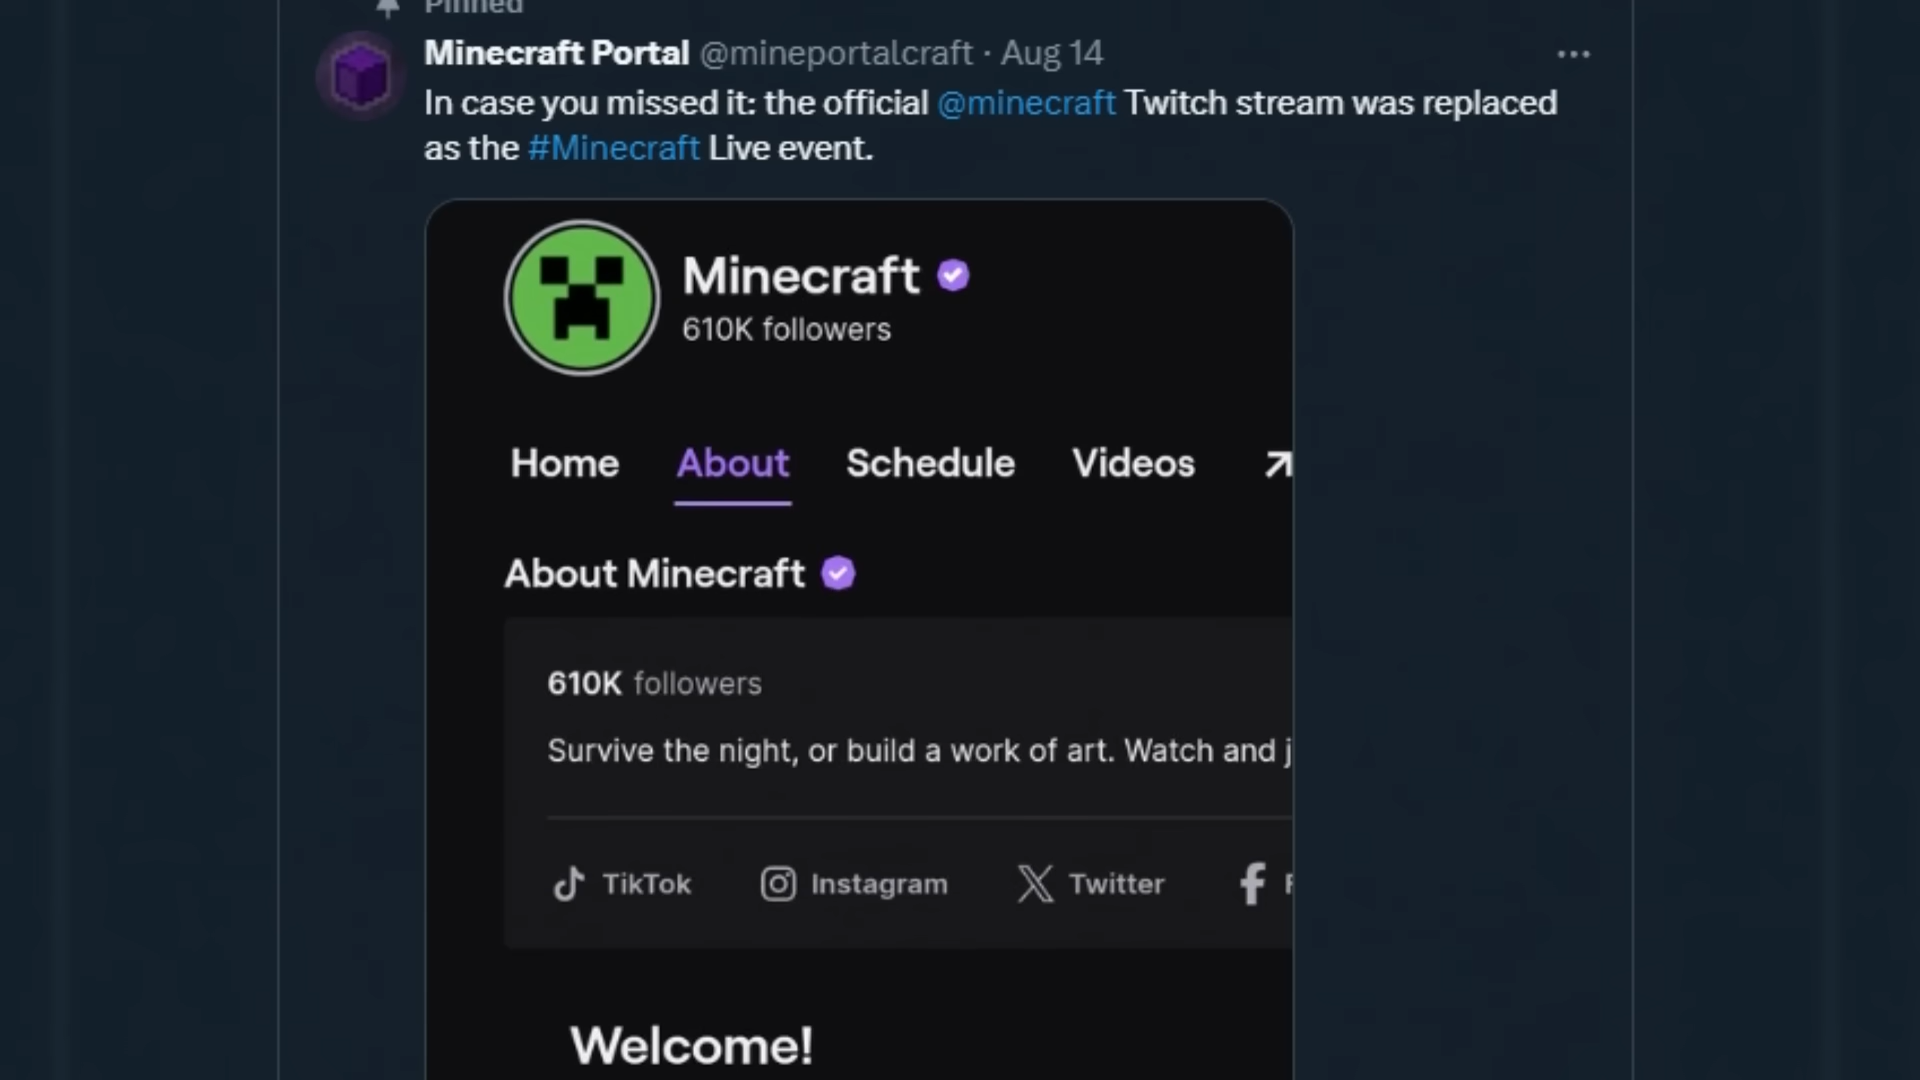 Pinned
Minecraft Portal @mineportalcraft · Aug 14
In case you missed it: the official @minecraft Twitch stream was replaced
as the #Minecraft Live event.
Minecraft
610K followers
Home About Schedule Videos
About Minecraft
610K followers
Survive the night, or build a work of art. Watch and j
TikTok Instagram Twitter F
Welcome!